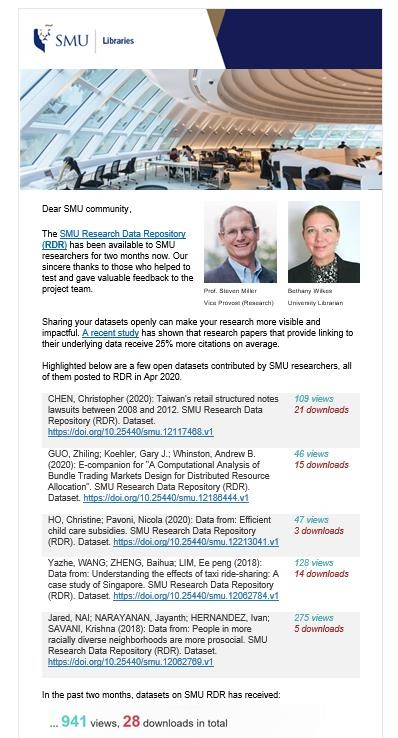 SMU Libraries
Dear SMU community,
The SMU Research Data Repository
(RDR) has been available to SMU
researchers for two months now. Our
sincere thanks to those who helped to
test and gave valuable feedback to the
project team.
Prof. Steven Miller
Vice Provost (Research)
Bethany Wilkes
University Librarian
Sharing your datasets openly can make your research more visible and
impactful. A recent study has shown that research papers that provide linking to
their underlying data receive 25% more citations on average.
Highlighted below are a few open datasets contributed by SMU researchers, all
of them posted to RDR in Apr 2020.
CHEN, Christopher (2020): Taiwan's retail structured notes
lawsuits between 2008 and 2012. SMU Research Data
Repository (RDR). Dataset.
https://doi.org/10.25440/smu.12117468.v1
109 views
21 downloads
GUO, Zhiling; Koehler, Gary J.; Whinston, Andrew B.
(2020): E-companion for "A Computational Analysis of
Bundle Trading Markets Design for Distributed Resource
Allocation". SMU Research Data Repository (RDR).
Dataset. https://doi.org/10.25440/smu.12186444.v1
46 views
15 downloads
HO, Christine; Pavoni, Nicola (2020): Data from: Efficient
child care subsidies. SMU Research Data Repository
(RDR). Dataset. https://doi.org/10.25440/smu.12213041.v1
47 views
3 downloads
Yazhe, WANG; ZHENG, Baihua; LIM, Ee peng (2018):
Data from: Understanding the effects of taxi ride-sharing: A
case study of Singapore. SMU Research Data Repository
(RDR). Dataset. https://doi.org/10.25440/smu.12062784.v1
128 views
14 downloads
Jared, NAI; NARAYANAN, Jayanth; HERNANDEZ, Ivan;
SAVANI, Krishna (2018): Data from: People in more
racially diverse neighborhoods are more prosocial. SMU
Research Data Repository (RDR). Dataset.
https://doi.org/10.25440/smu.12062769.v1
275 views
5 downloads
In the past two months, datasets on SMU RDR has received:
... 941 views, 28 downloads in total